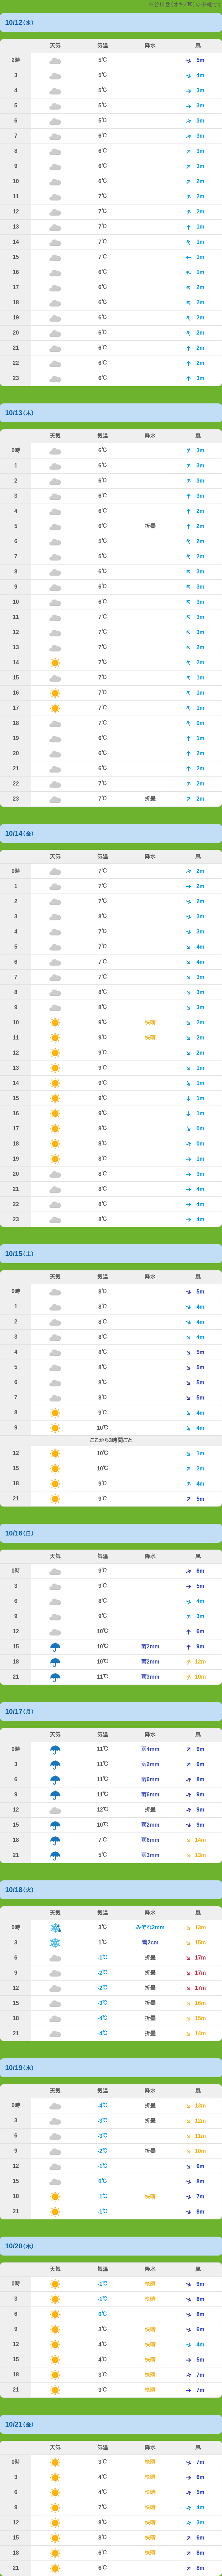 10/12(水)
天気 気温 降水 風
2時 5℃ 5m
3 5℃ 4m
4 5℃ 3m
5 5℃ 3m
6 6℃ 3m
7 6℃ 3m
8 6℃ 3m
9 6℃ 3m
10 6℃ 2m
11 7℃ 2m
12 7℃ 2m
13 7℃ 1m
14 7℃ 1m
15 7℃ 1m
16 6℃ 1m
17 6℃ 2m
18 6℃ 2m
19 6℃ 2m
20 6℃ 2m
21 6℃ 2m
22 6℃ 2m
23 6℃ 3m
10/13(木)
天気 気温 降水 風
0時 6℃ 3m
1 6℃ 3m
2 6℃ 3m
3 6℃ 3m
4 6℃ 2m
5 6℃ 折曇 2m
6 5℃ 2m
7 5℃ 2m
8 6℃ 3m
9 6℃ 3m
10 6℃ 3m
11 7℃ 3m
12 7℃ 3m
13 7℃ 2m
14 7℃ 2m
15 7℃ 1m
16 7℃ 1m
17 7℃ 1m
18 7℃ 0m
19 6℃ 1m
20 6℃ 2m
21 6℃ 2m
22 7℃ 2m
23 7℃ 折曇 2m
10/14(金)
天気 気温 降水 風
0時 7℃ 2m
1 7℃ 2m
2 7℃ 2m
3 8℃ 3m
4 7℃ 3m
5 7℃ 4m
6 7℃ 4m
7 7℃ 3m
8 8℃ 3m
9 8℃ 3m
10 9℃ 快晴 2m
11 9℃ 快晴 2m
12 9℃ 2m
13 9℃ 1m
14 9℃ 1m
15 9℃ 1m
16 9℃ 1m
17 8℃ 0m
18 8℃ 0m
19 8℃ 1m
20 8℃ 3m
21 8℃ 4m
22 8℃ 4m
23 8℃ 4m
10/15(土)
天気 気温 降水 風
0時 8℃ 5m
1 8℃ 4m
2 8℃ 4m
3 8℃ 4m
4 8℃ 5m
5 8℃ 5m
6 8℃ 5m
7 8℃ 5m
8 9℃ 4m
9 10℃ 4m
ここから3時間ごと
12 10℃ 1m
15 10℃ 2m
18 9℃ 4m
21 9℃ 5m
10/16(日)
天気 気温 降水 風
0時 9℃ 6m
3 9℃ 5m
6 8℃ 4m
9 9℃ 3m
12 10℃ 6m
15 10℃ 雨2mm 9m
18 10℃ 雨2mm 12m
21 11℃ 雨3mm 10m
10/17(月)
天気 気温 降水 風
0時 11℃ 雨4mm 9m
3 11℃ 雨2mm 9m
6 11℃ 雨6mm 8m
9 11℃ 雨6mm 9m
12 12℃ 折曇 9m
15 10℃ 雨2mm 9m
18 7℃ 雨6mm 14m
21 5℃ 雨3mm 13m
10/18(火)
天気 気温 降水 風
0時 3℃ みぞれ2mm 13m
3 1℃ 雪2cm 15m
6 -1℃ 折曇 17m
9 -2℃ 折曇 17m
12 -2℃ 折曇 17m
15 -3℃ 折曇 16m
18 -4℃ 折曇 15m
21 -4℃ 折曇 14m
10/19(水)
天気 気温 降水 風
0時 -4℃ 折曇 13m
3 -3℃ 折曇 12m
6 -3℃ 11m
9 -2℃ 折曇 10m
12 -1℃ 9m
15 0℃ 8m
18 -1℃ 快晴 7m
21 -1℃ 8m
10/20(木)
天気 気温 降水 風
0時 -1℃ 快晴 9m
3 -1℃ 快晴 8m
6 0℃ 8m
9 3℃ 快晴 6m
12 4℃ 快晴 4m
15 4℃ 快晴 5m
18 3℃ 快晴 7m
21 3℃ 快晴 7m
10/21(金)
天気 気温 降水 風
0時 3℃ 快晴 7m
3 4℃ 快晴 6m
6 4℃ 快晴 5m
9 7℃ 快晴 4m
12 8℃ 快晴 3m
15 8℃ 快晴 6m
18 6℃ 快晴 8m
21 6℃ 8m